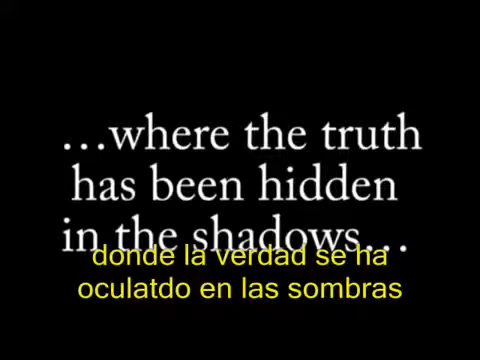 …where the truth
has been hidden
in the shadows…
donde la verdad se ha
oculatdo en las sombras